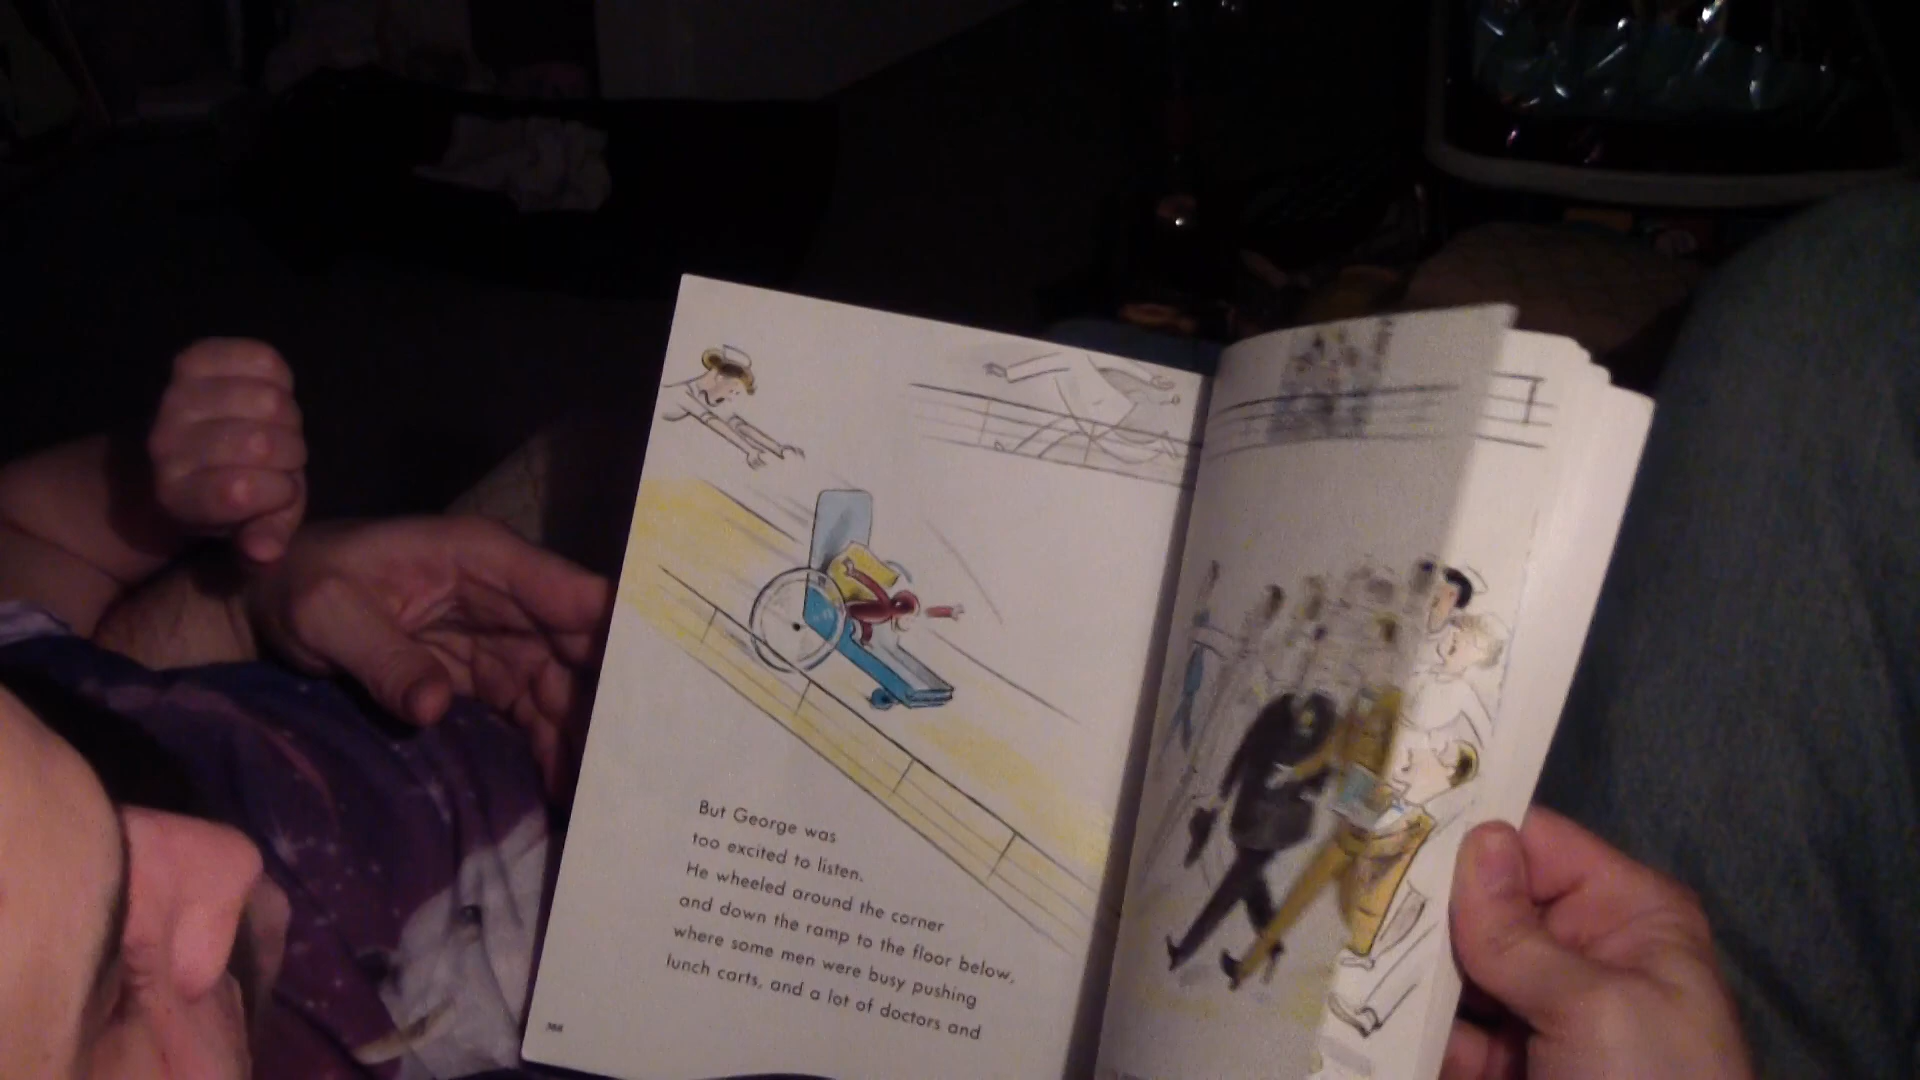 But George was
too excited to listen.
He wheeled around the corner
and down the ramp to the floor below,
where some men were busy pushing
lunch carts, and a lot of doctors and